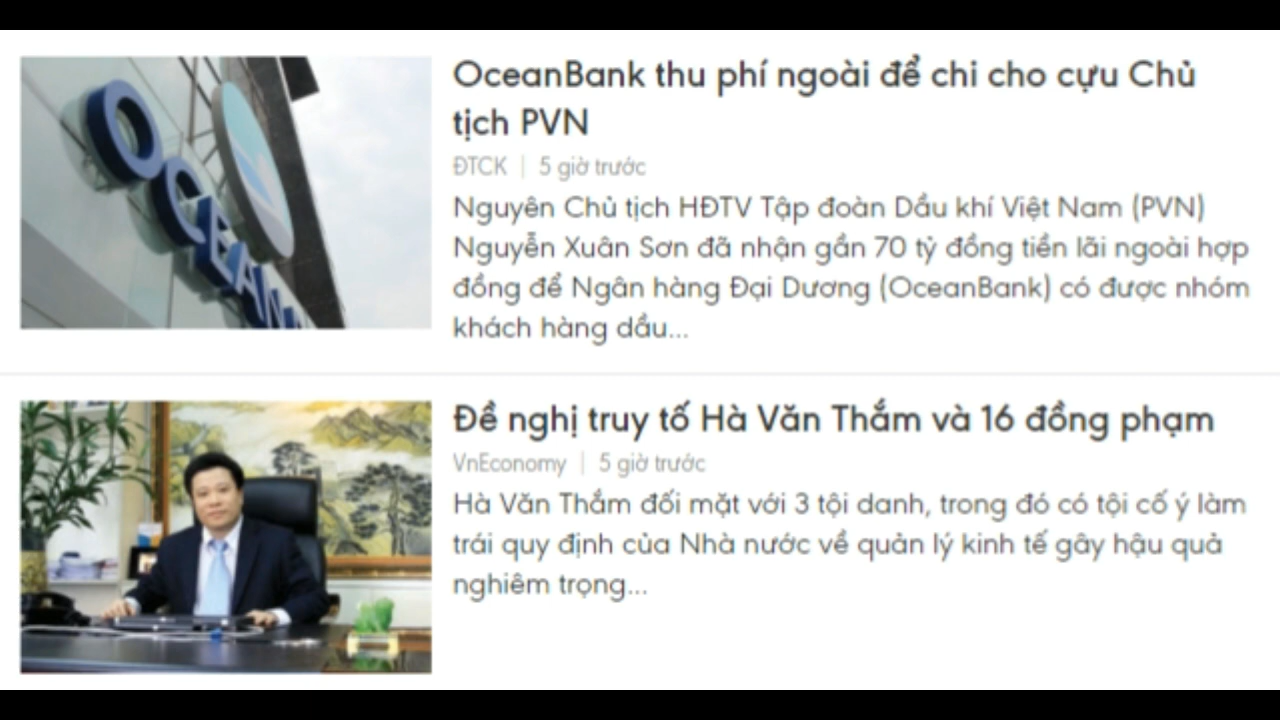 OCEAN
OceanBank thu phí ngoài để chi cho cựu Chủ
tịch PVN
ĐTCK | 5 giờ trước
Nguyên Chủ tịch HĐTV Tập đoàn Dầu khí Việt Nam (PVN)
Nguyễn Xuân Sơn đã nhận gần 70 tỷ đồng tiền lãi ngoài hợp
đồng để Ngân hàng Đại Dương (OceanBank) có được nhóm
khách hàng dầu...
Đề nghị truy tố Hà Văn Thắm và 16 đồng phạm
VnEconomy | 5 giờ trước
Hà Văn Thắm đối mặt với 3 tội danh, trong đó có tội cố ý làm
trái quy định của Nhà nước về quản lý kinh tế gây hậu quả
nghiêm trọng...